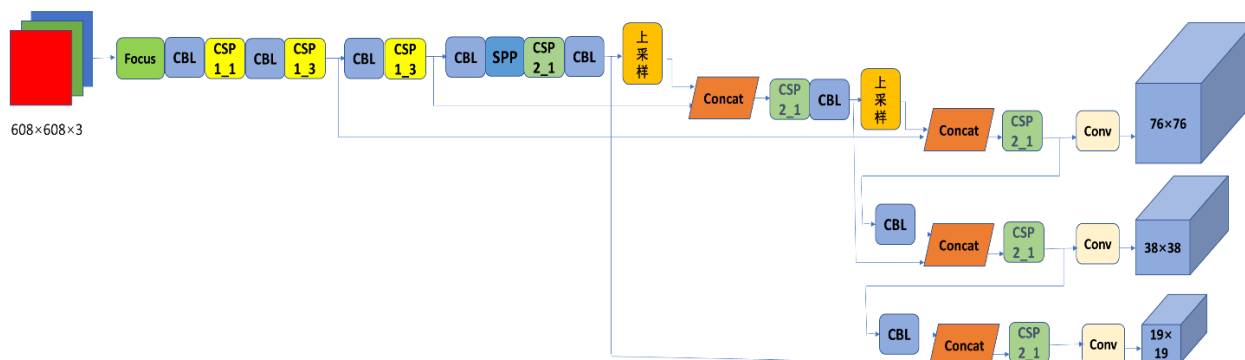 Focus
CBL
CSP
1_1
CBL
CSP
1_3
CBL
CSP
1_3
CBL
SPP
CSP
2_1
CBL
上
采
样
Concat
CSP
2_1
CBL
上
采
样
Concat
CSP
2_1
Conv
76×76
608×608×3
CBL
Concat
CSP
2_1
Conv
38×38
CBL
Concat
CSP
2_1
Conv
19×
19